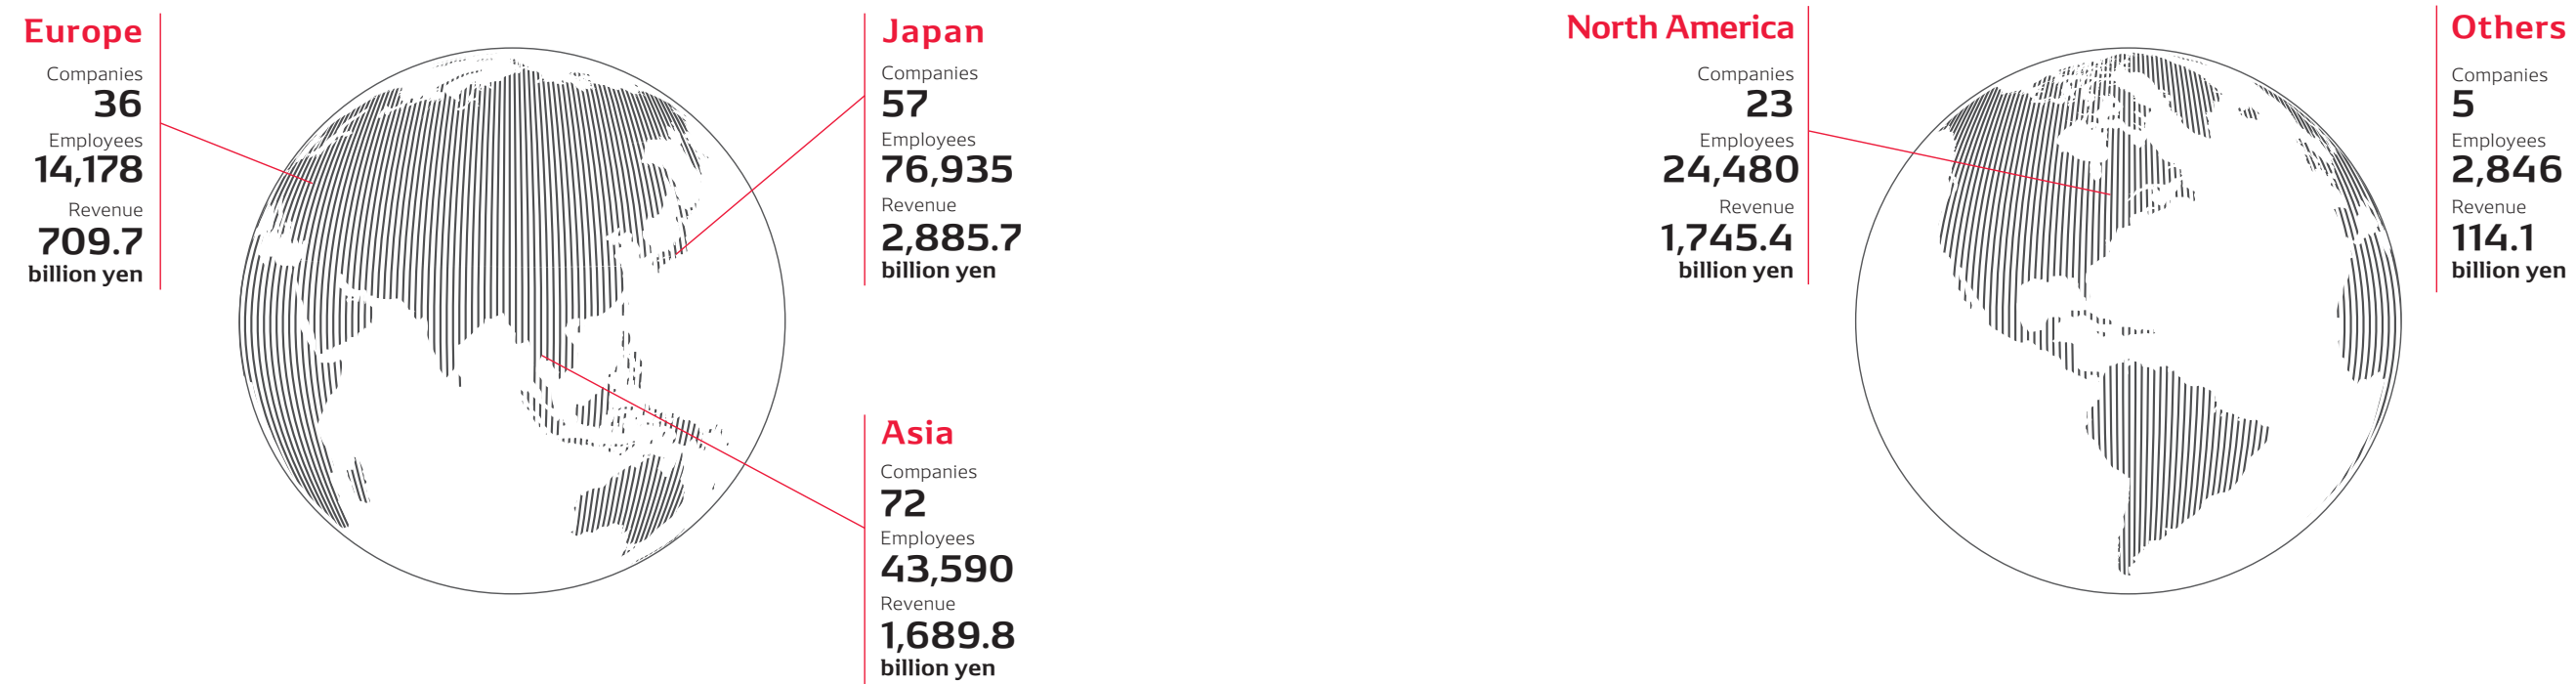 Europe
Companies
36
Employees
14,178
Revenue
709.7
billion yen
Japan
Companies
57
Employees
76,935
Revenue
2,885.7
billion yen
Asia
Companies
72
Employees
43,590
Revenue
1,689.8
billion yen
North America
Companies
23
Employees
24,480
Revenue
1,745.4
billion yen
Others
Companies
5
Employees
2,846
Revenue
114.1
billion yen